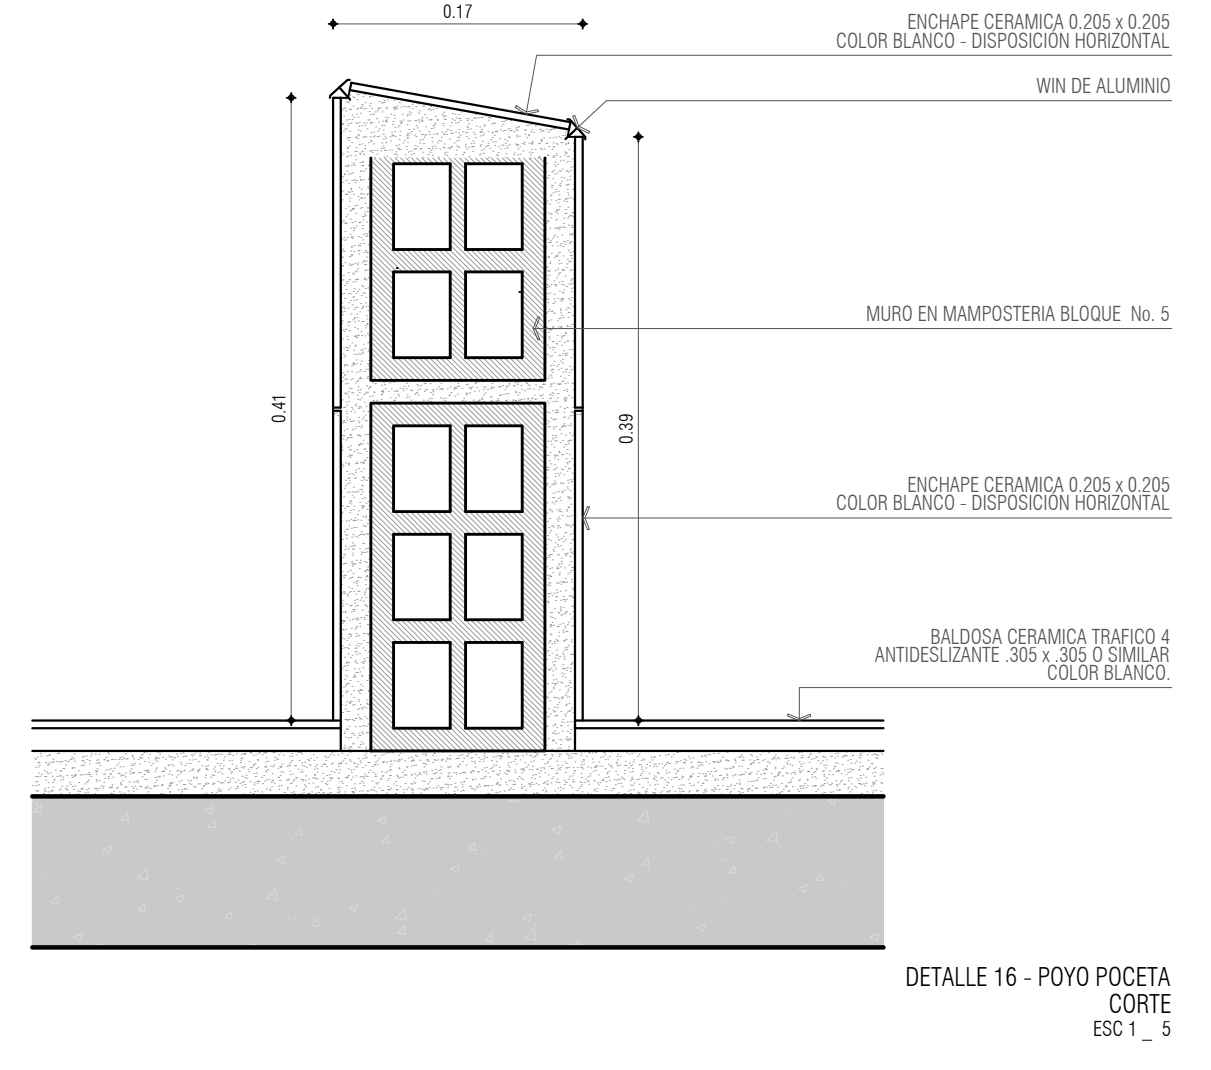 0.17
ENCHAPE CERAMICA 0.205 x 0.205
COLOR BLANCO - DISPOSICIÓN HORIZONTAL
WIN DE ALUMINIO
MURO EN MAMPOSTERIA BLOQUE  No. 5
0.41
0.39
ENCHAPE CERAMICA 0.205 x 0.205
COLOR BLANCO - DISPOSICIÓN HORIZONTAL
BALDOSA CERAMICA TRAFICO 4
ANTIDESLIZANTE .305 x .305 O SIMILAR
COLOR BLANCO.
DETALLE 16 - POYO POCETA
CORTE
ESC 1 _ 5